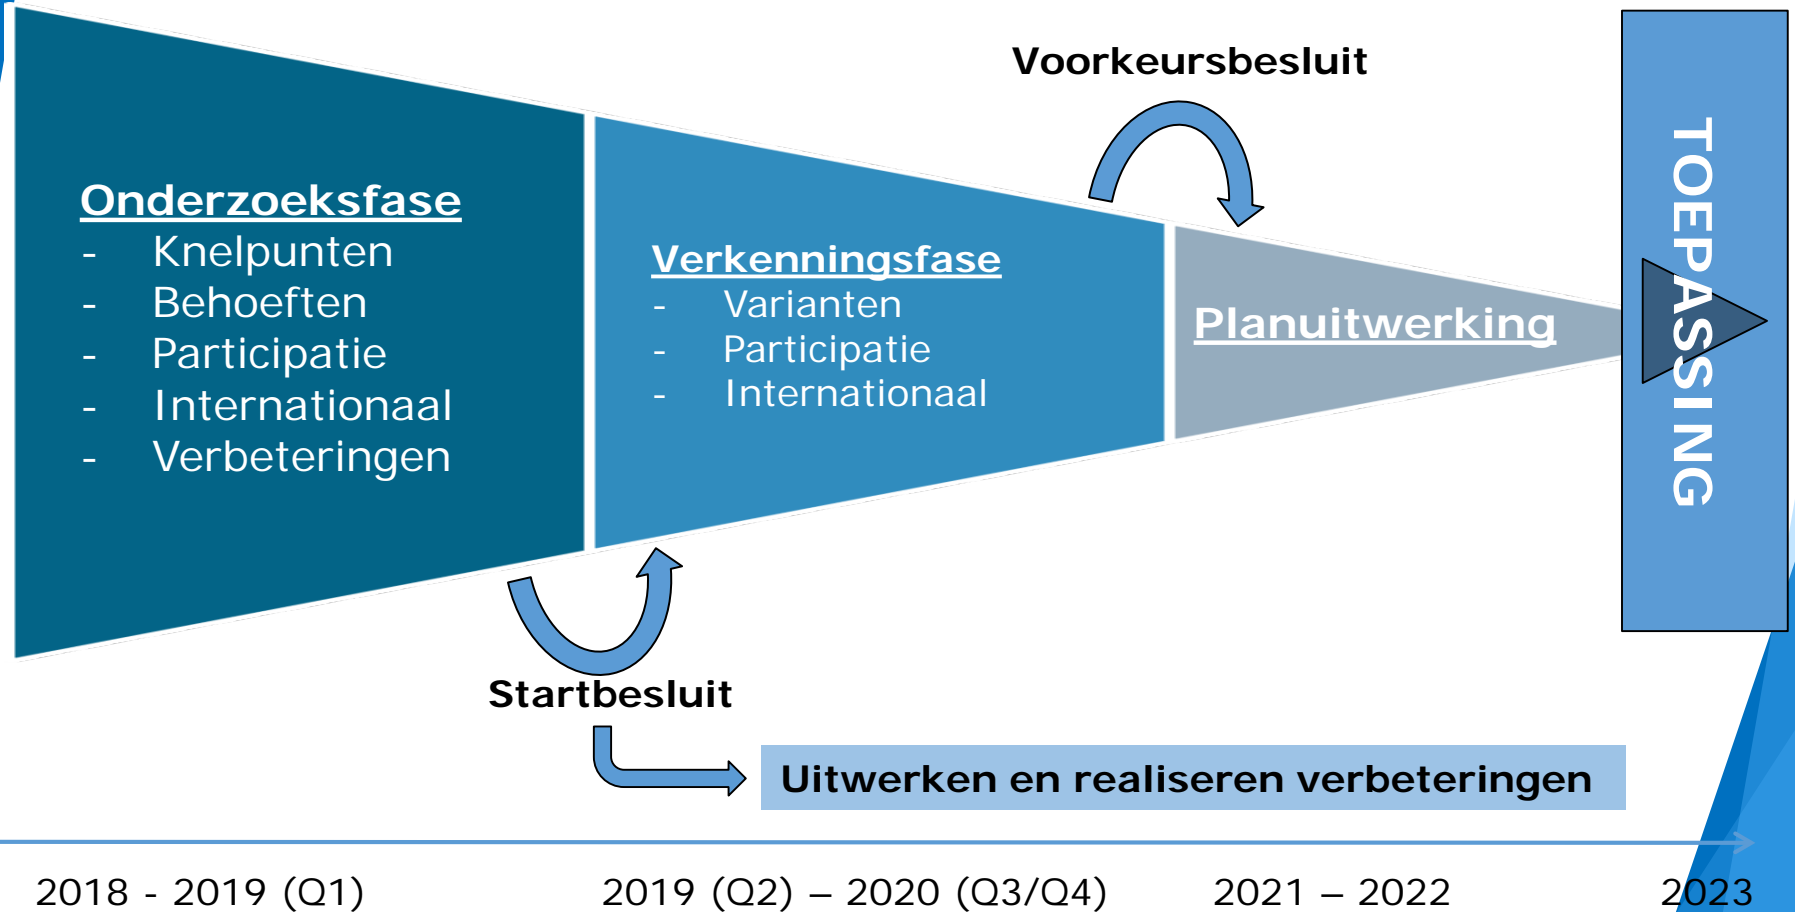 Voorkeursbesluit
Onderzoeksfase
- Knelpunten
- Behoeften
- Participatie
- Internationaal
- Verbeteringen
Verkenningsfase
- Varianten
- Participatie
- Internationaal
Planuitwerking
TOEPASSING
Startbesluit
Uitwerken en realiseren verbeteringen
2018 - 2019 (Q1)
2019 (Q2) – 2020 (Q3/Q4)
2021 – 2022
2023